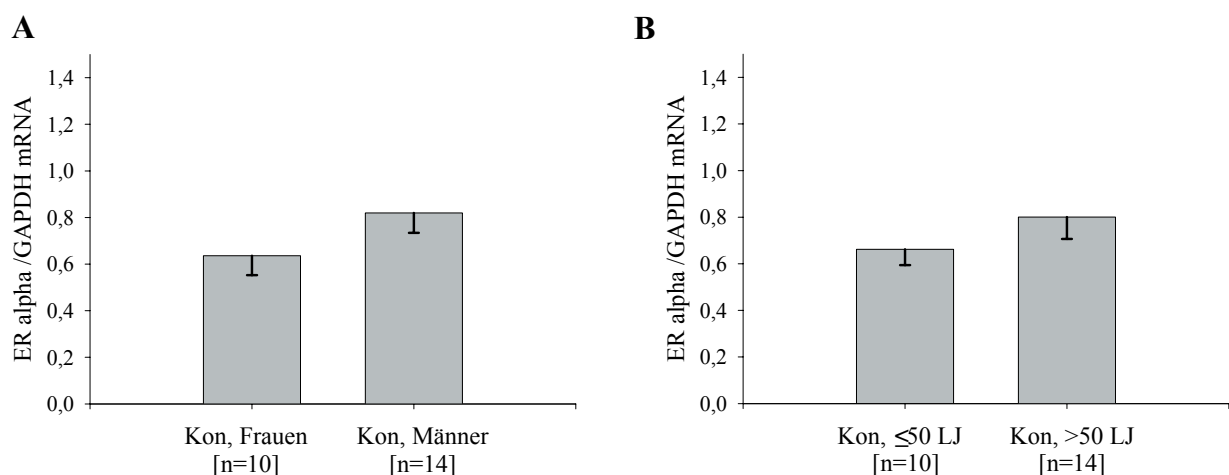 A
ER alpha /GAPDH mRNA
1,4
1,2
1,0
0,8
0,6
0,4
0,2
0,0
Kon, Frauen
[n=10]
Kon, Männer
[n=14]
B
ER alpha /GAPDH mRNA
1,4
1,2
1,0
0,8
0,6
0,4
0,2
0,0
Kon, ≤50 LJ
[n=10]
Kon, >50 LJ
[n=14]